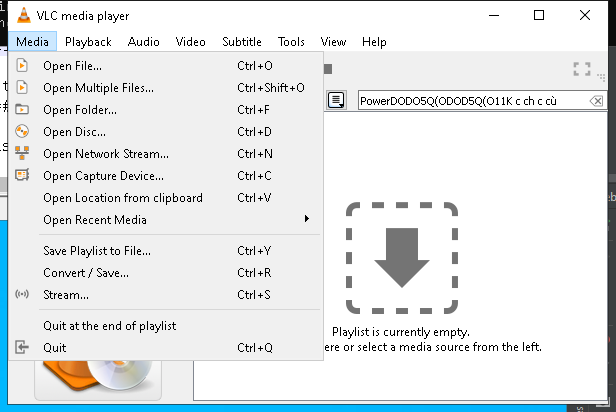 VLC media player
Media Playback Audio Video Subtitle Tools View Help
Open File... Ctrl+O
Open Multiple Files... Ctrl+Shift+O
PowerDODO5Q(ODOD5Q(O11K c ch c cù
Open Folder... Ctrl+F
Open Disc... Ctrl+D
Open Network Stream... Ctrl+N
Open Capture Device... Ctrl+C
Open Location from clipboard Ctrl+V
Open Recent Media
Save Playlist to File... Ctrl+Y
Convert / Save... Ctrl+R
Stream... Ctrl+S
Quit at the end of playlist
Quit Ctrl+Q
Playlist is currently empty.
ere or select a media source from the left.